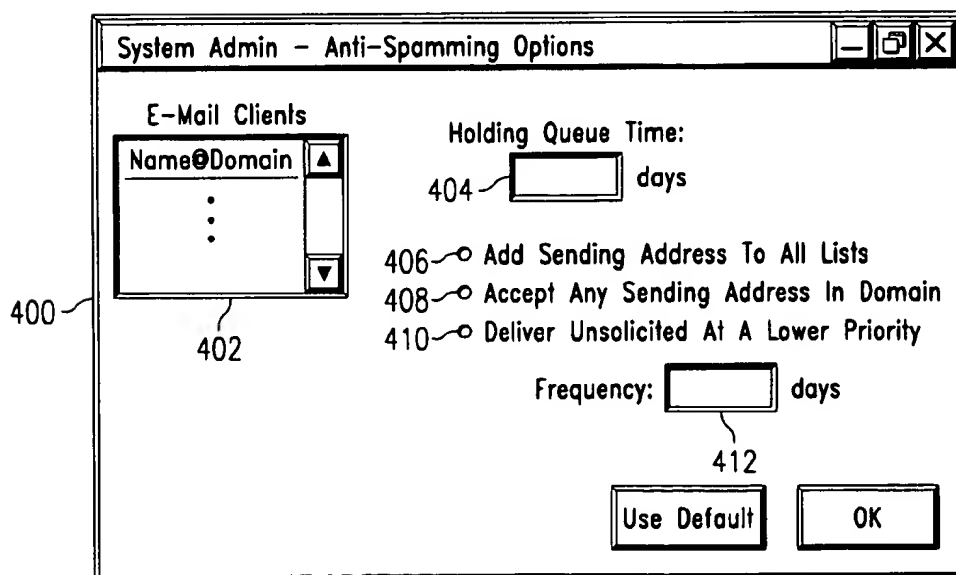 System Admin - Anti-Spamming Options
E-Mail Clients
Name@Domain
Holding Queue Time:
404
days
406 Add Sending Address To All Lists
408 Accept Any Sending Address In Domain
410 Deliver Unsolicited At A Lower Priority
400
402
Frequency: days
412
Use Default OK